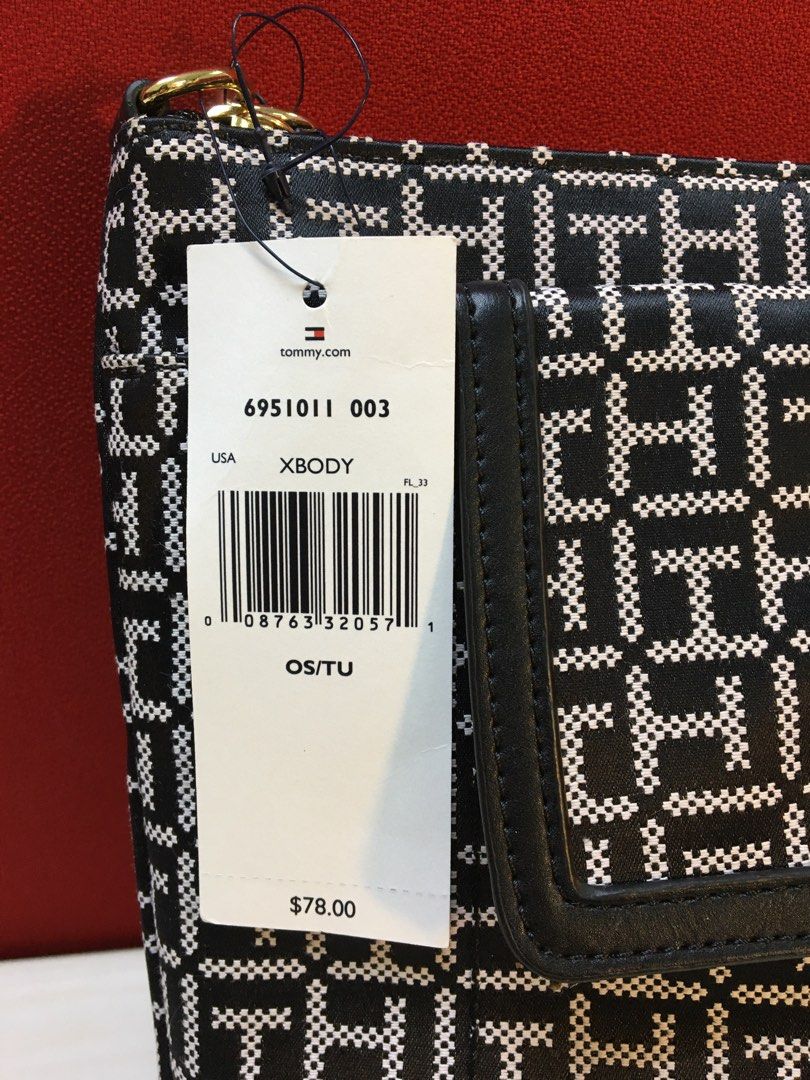 tommy.com
6951011 003
USA
XBODY
FL_33
0 08763 32057 1
OS/TU
$78.00